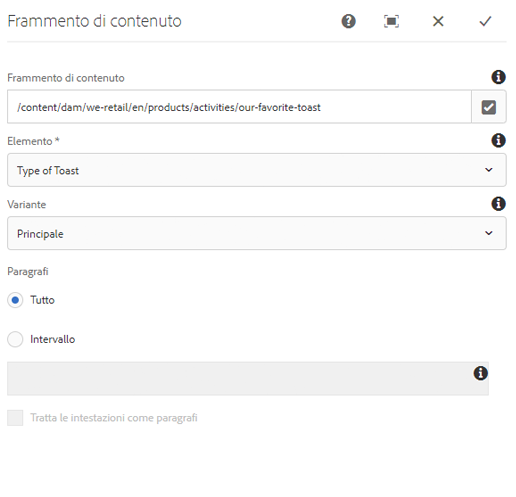 Frammento di contenuto
Frammento di contenuto
/content/dam/we-retail/en/products/activities/our-favorite-toast
Elemento *
Type of Toast
Variante
Principale
Paragrafi
Tutto
Intervallo
Tratta le intestazioni come paragrafi